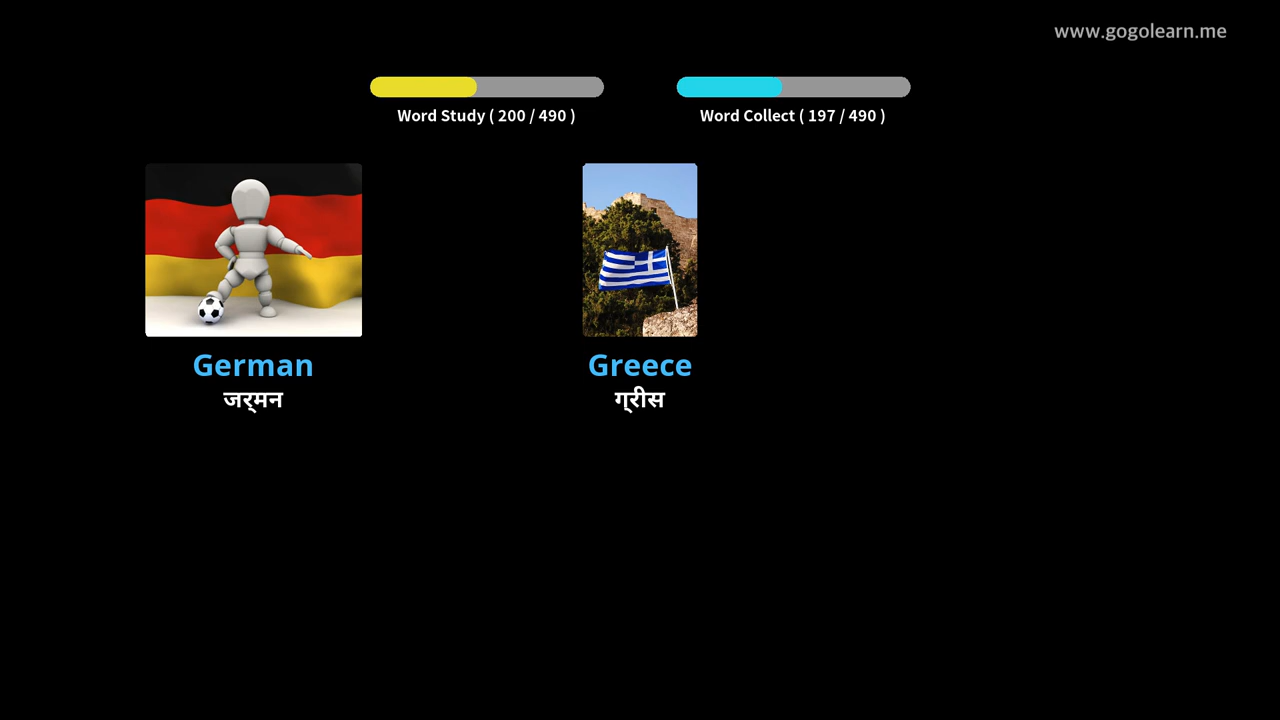 www.gogolearn.me
Word Study ( 200 / 490 )
Word Collect ( 197 / 490 )
German
जर्‍मन
Greece
ग्‍रीस